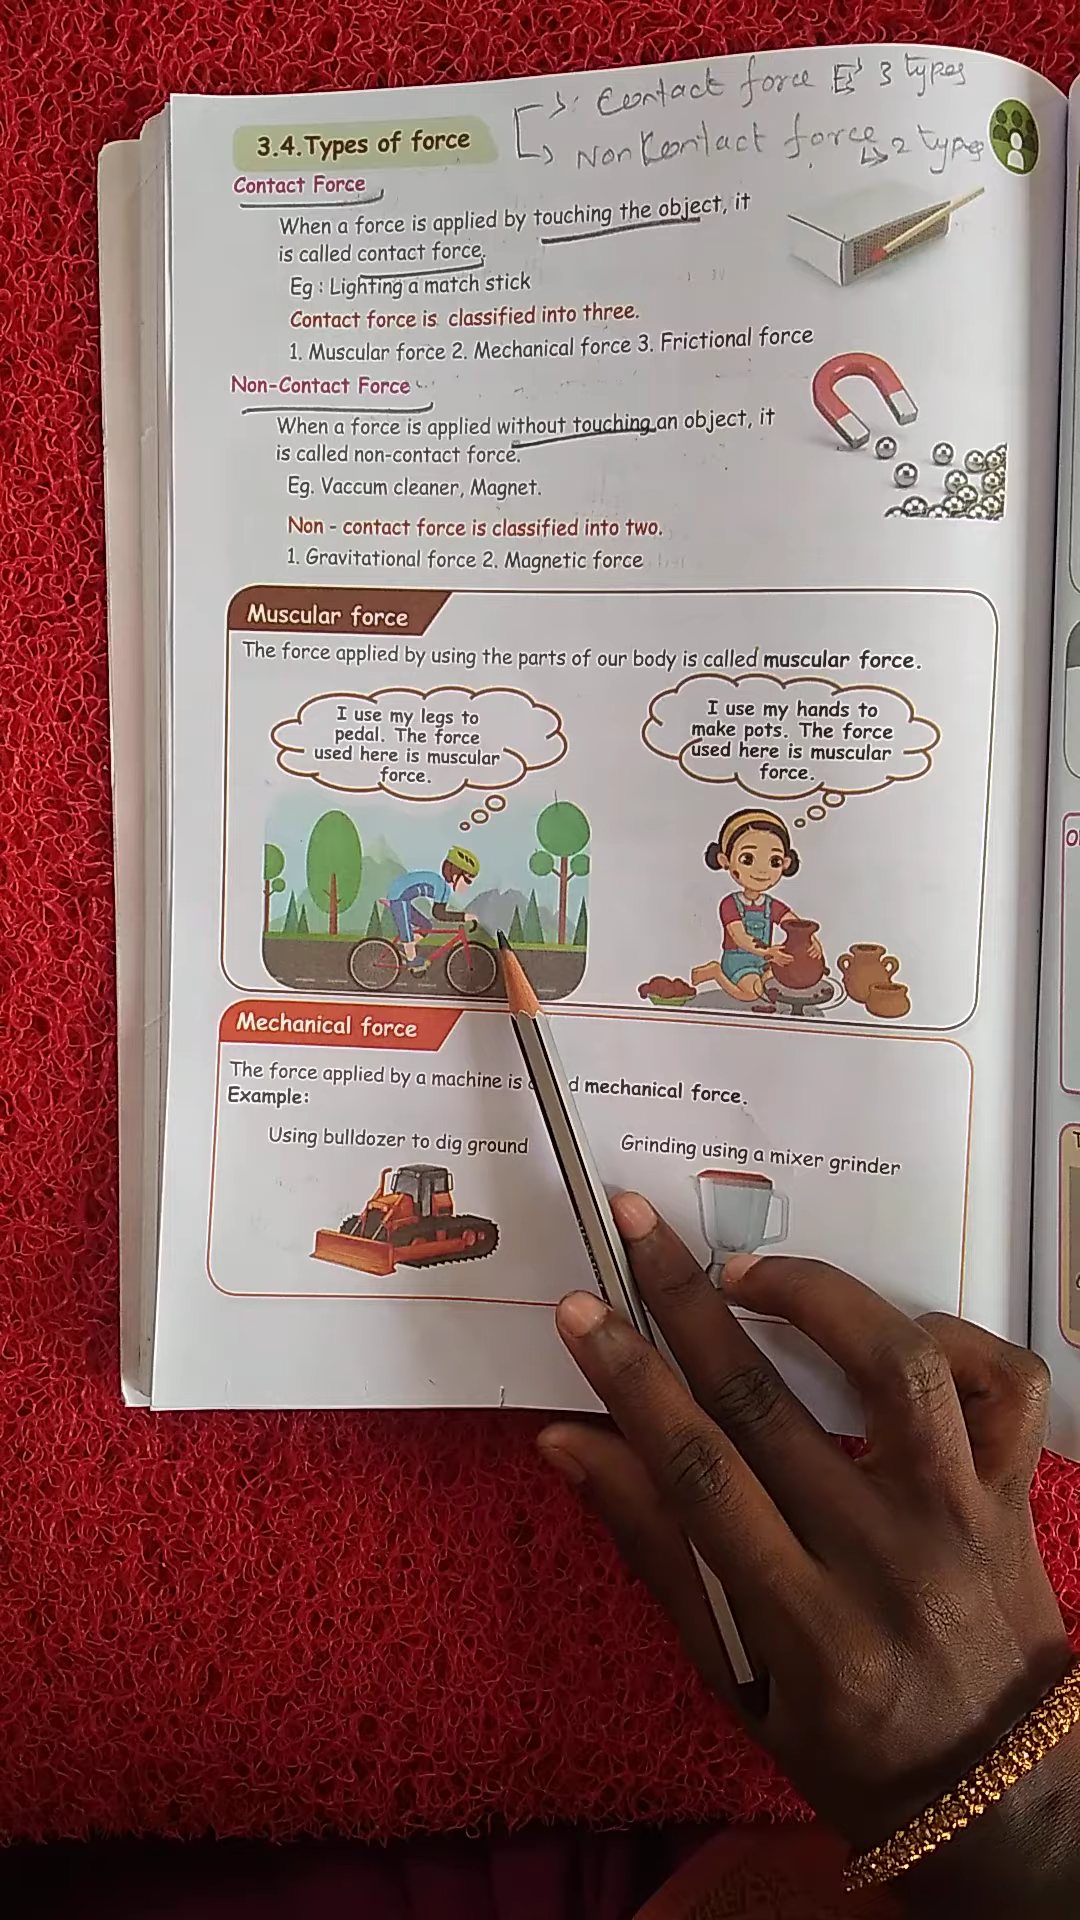 :Contact force 3 types
Non Contact force 2 types
3.4.Types of force
Contact Force
When a force is applied by touching the object, it
is called contact force.
Eg : Lighting a match stick
Contact force is classified into three.
1. Muscular force 2. Mechanical force 3. Frictional force
Non-Contact Force
When a force is applied without touching an object, it
is called non-contact force.
Eg. Vaccum cleaner, Magnet.
Non - contact force is classified into two.
1. Gravitational force 2. Magnetic force
Muscular force
The force applied by using the parts of our body is called muscular force.
I use my legs to
pedal. The force
used here is muscular
force.
I use my hands to
make pots. The force
used here is muscular
force.
Mechanical force
The force applied by a machine is d mechanical force.
Example:
Using bulldozer to dig ground
Grinding using a mixer grinder